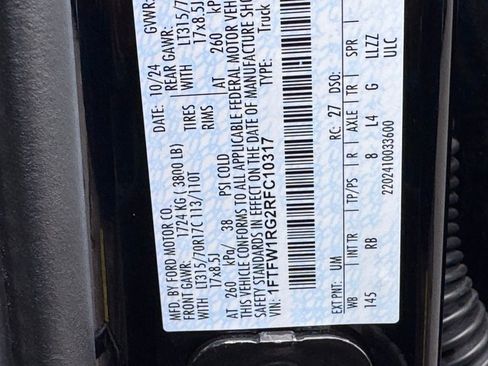 MFD. BY FORD MOTOR CO.
DATE: 10/24 GVWR:
FRONT GAWR: 1724 KG / 3800 LB) REAR GAWR:
LT315/70R17C 113/110T TIRES LT315/7
17x8.5J RIMS 17x8.5J
AT 260 kPa/ 38 PSI COLD AT 260 kP
THIS VEHICLE CONFORMS TO ALL APPLICABLE FEDERAL MOTOR VEHIC
SAFETY STANDARDS IN EFFECT ON THE DATE OF MANUFACTURE SHO
VIN: 1FTFW1RG2RFC10317 TYPE: Truck
EXT PNT: UM RC: 27 DSO:
WB INT TR TP/PS R AXLE TR SPR
145 RB 8 L4 G LLZZ
2202410033600 ULC